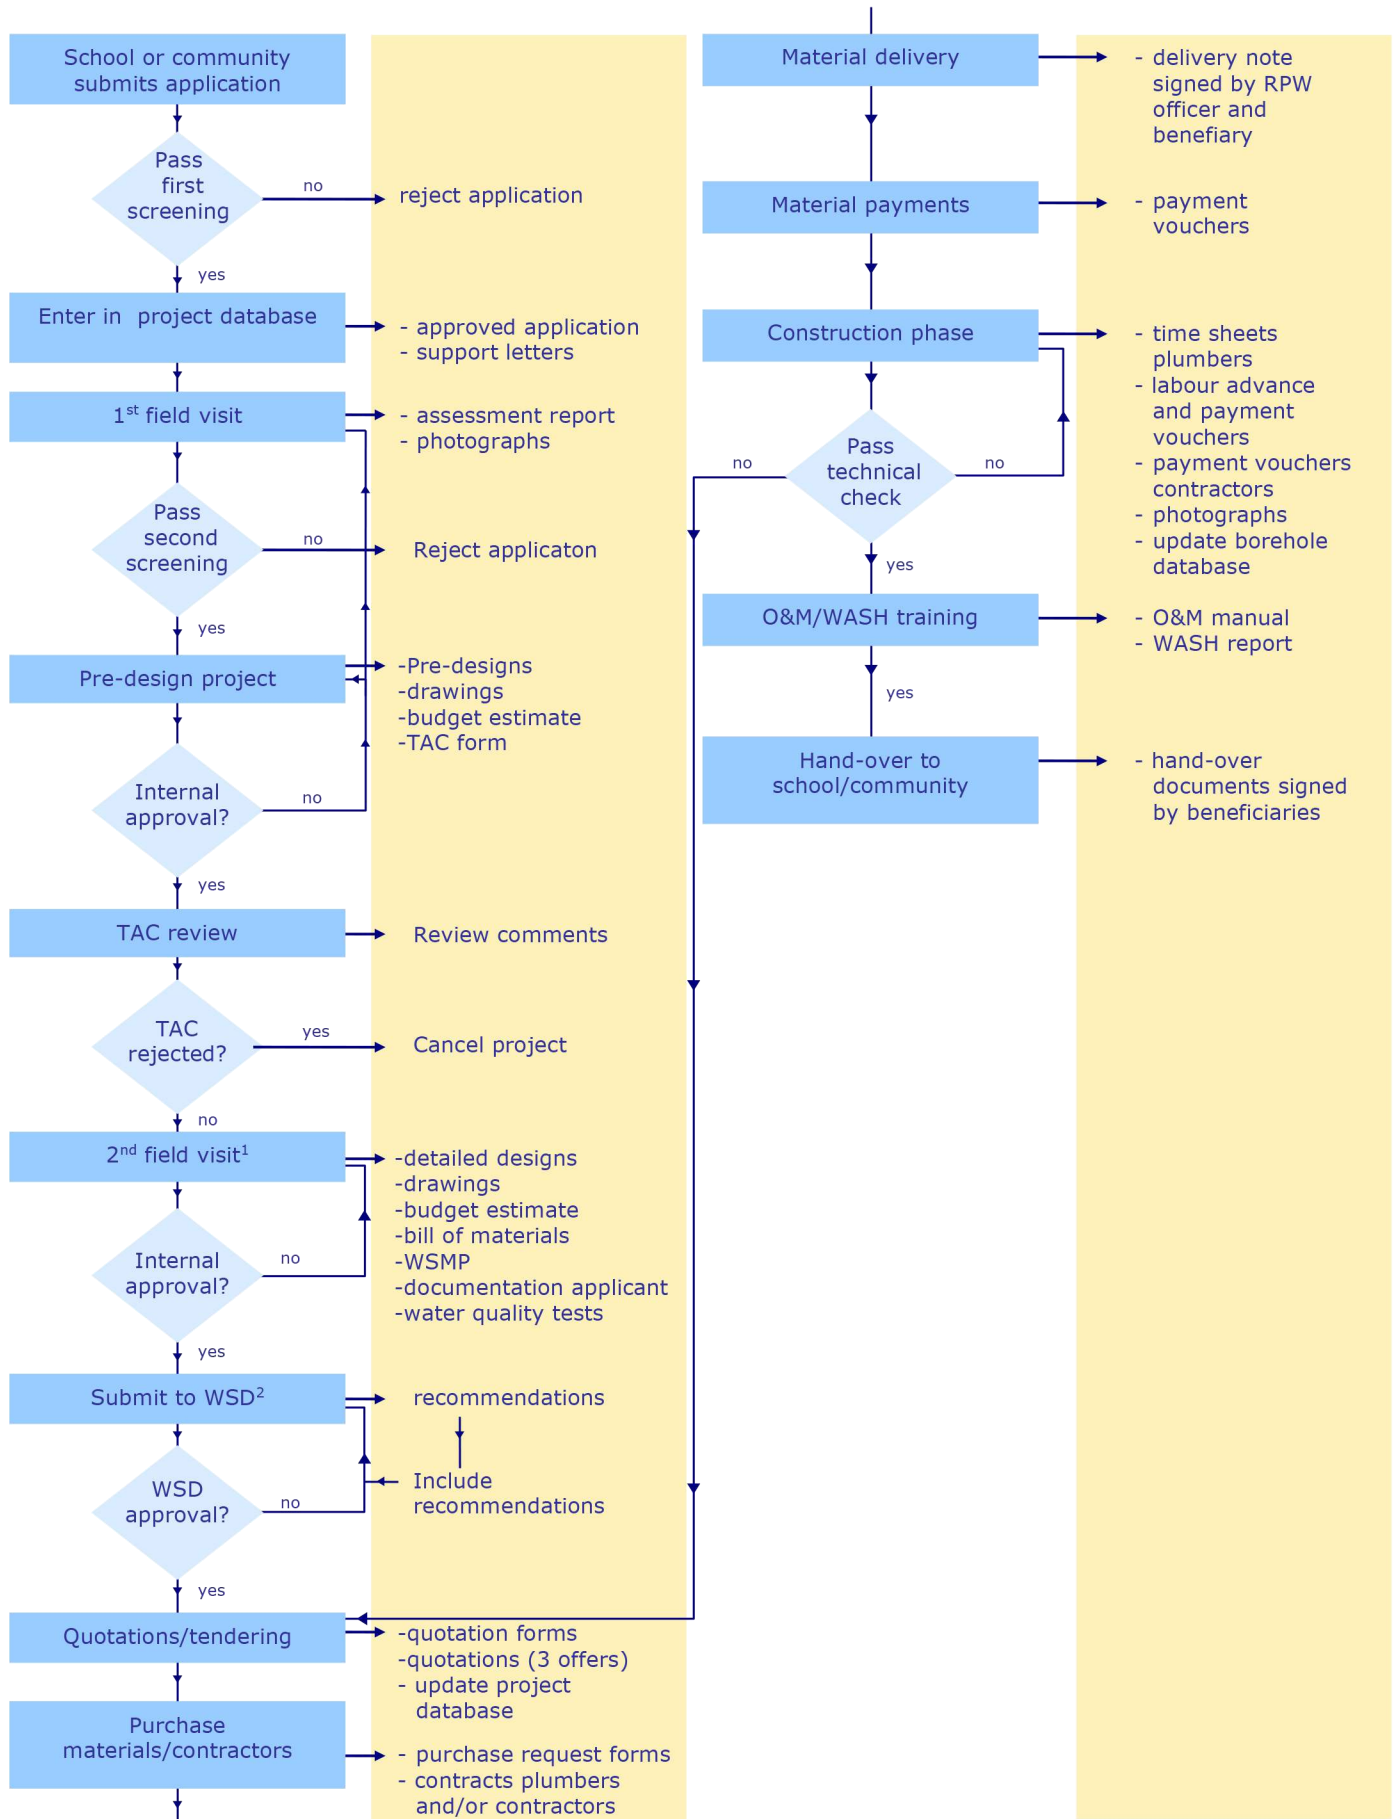 School or community
submits application
Pass
first
screening
no
reject application
yes
Enter in project database
- approved application
- support letters
1st field visit
- assessment report
- photographs
Pass
second
screening
no
Reject applicaton
yes
Pre-design project
-Pre-designs
-drawings
-budget estimate
-TAC form
Internal
approval?
no
yes
TAC review
Review comments
TAC
rejected?
yes
Cancel project
no
2nd field visit1
-detailed designs
-drawings
-budget estimate
-bill of materials
-WSMP
-documentation applicant
-water quality tests
Internal
approval?
no
yes
Submit to WSD2
recommendations
Include
recommendations
WSD
approval?
no
yes
Quotations/tendering
-quotation forms
-quotations (3 offers)
- update project
database
Purchase
materials/contractors
- purchase request forms
- contracts plumbers
and/or contractors
Material delivery
- delivery note
signed by RPW
officer and
benefiary
Material payments
- payment
vouchers
Construction phase
- time sheets
plumbers
- labour advance
and payment
vouchers
- payment vouchers
contractors
- photographs
- update borehole
database
Pass
technical
check
no
no
yes
O&M/WASH training
- O&M manual
- WASH report
yes
Hand-over to
school/community
- hand-over
documents signed
by beneficiaries